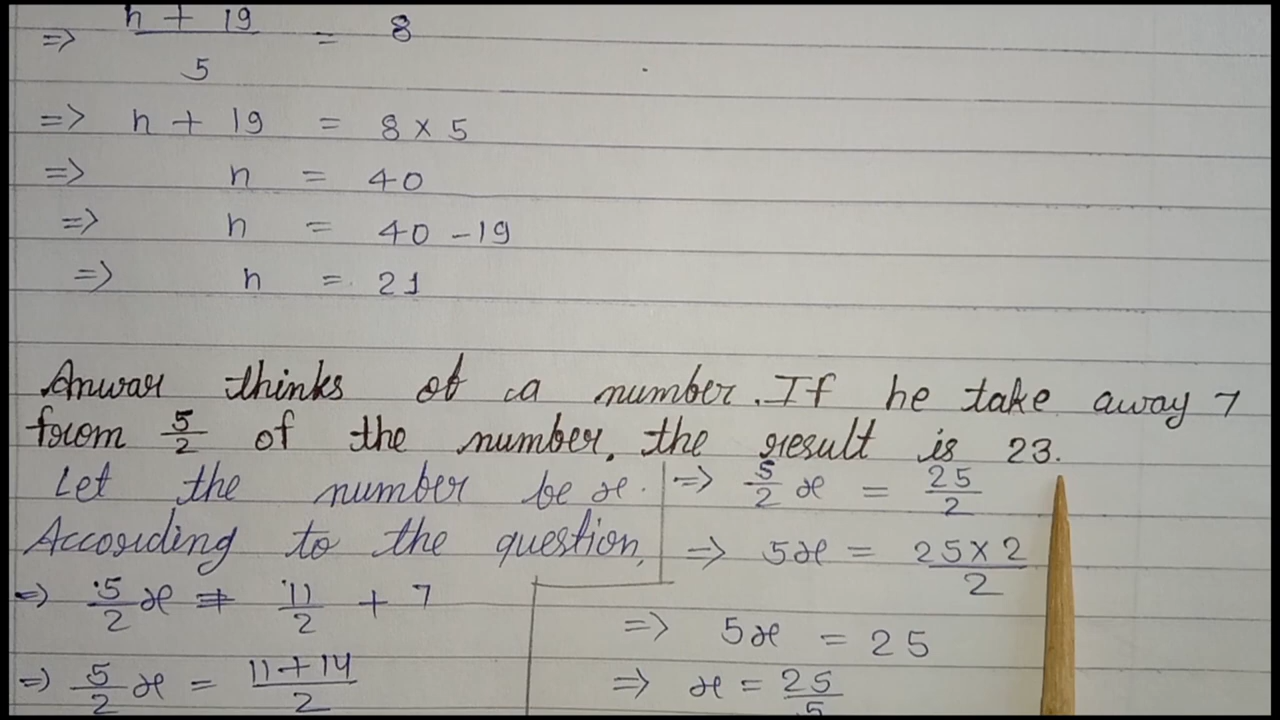 ⇒ n + 19 / 5 = 8
⇒ n + 19 = 8 × 5
⇒ n = 40
⇒ n = 40 - 19
⇒ n = 21
Anwar thinks of a number. If he take away 7
from 5/2 of the number. the result is 23.
Let the number be x.
According to the question,
⇒ 5/2 x = 11/2 + 7
⇒ 5/2 x = 11+14/2
⇒ 5/2 x = 25/2
⇒ 5x = 25×2/2
⇒ 5x = 25
⇒ x = 25/5